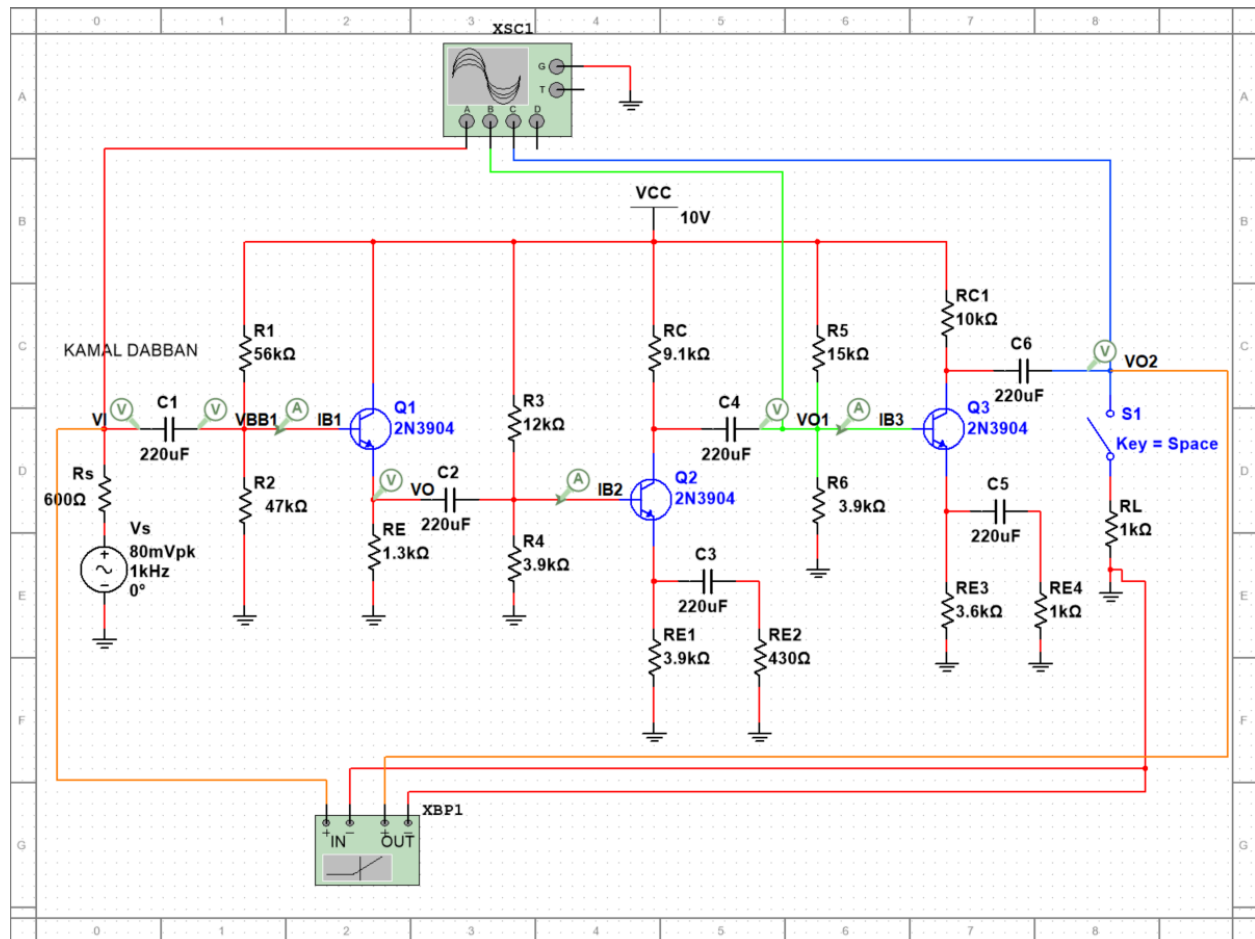 0 1 2 3 4 5 6 7 8
XSC1
A
G
T
A B C D
A
B
VCC
10V
B
C
KAMAL DABBAN
R1
56kΩ
R3
12kΩ
RC
9.1kΩ
R5
15kΩ
RC1
10kΩ
C6
220uF
V
VO2
C
VI
V
C1
220uF
V
VBB1
A
IB1
Q1
2N3904
C4
220uF
V
VO1
A
IB3
Q3
2N3904
S1
Key = Space
D
Rs
600Ω
R2
47kΩ
V
VO
C2
220uF
A
IB2
Q2
2N3904
R6
3.9kΩ
C5
220uF
RL
1kΩ
D
Vs
80mVpk
1kHz
0°
RE
1.3kΩ
R4
3.9kΩ
C3
220uF
RE3
3.6kΩ
RE4
1kΩ
E
RE1
3.9kΩ
RE2
430Ω
E
F
F
XBP1
+ − + −
IN OUT
G
G
0 1 2 3 4 5 6 7 8